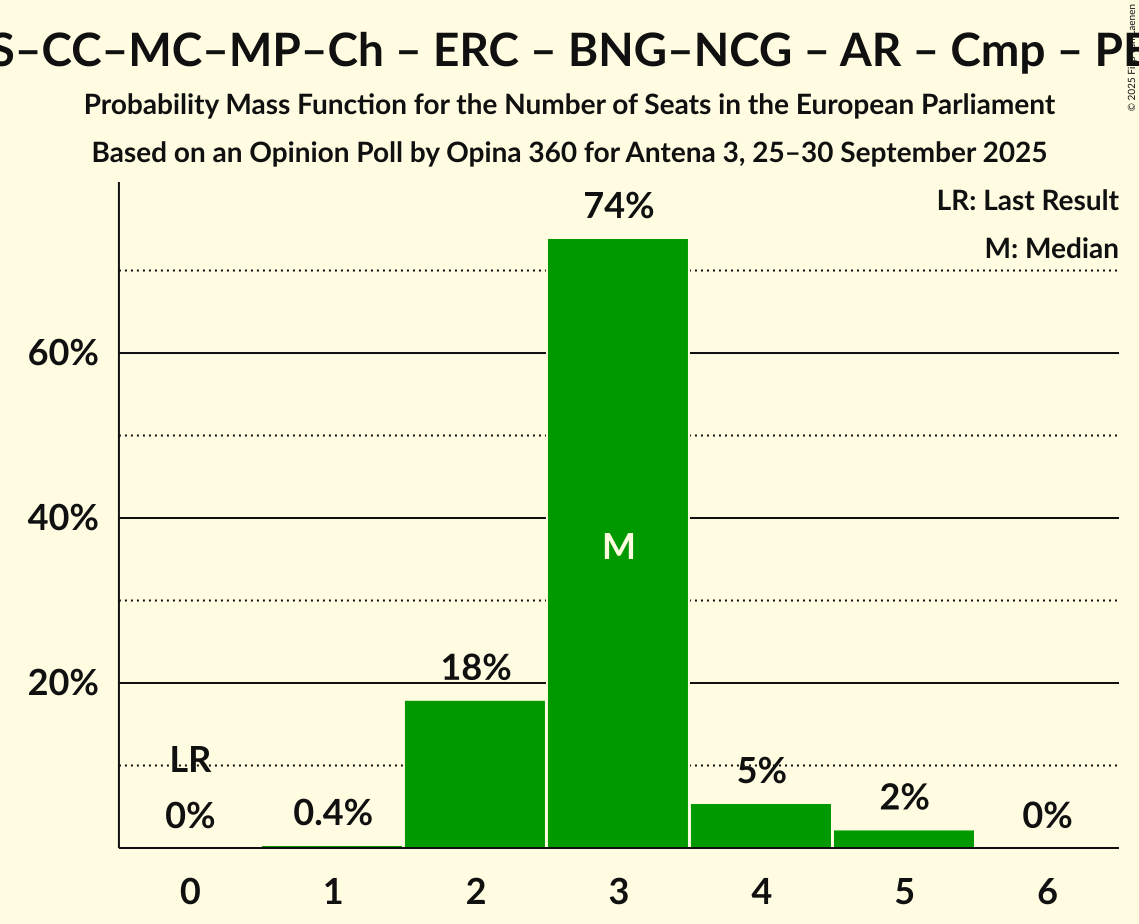 S–CC–MC–MP–Ch – ERC – BNG–NCG – AR – Cmp –
Probability Mass Function for the Number of Seats in the European Parliament
Based on an Opinion Poll by Opina 360 for Antena 3, 25–30 September 2025
© 2025
LR: Last Result
M: Median
74%
60%
M
40%
18%
20%
LR
5%
2%
0%
0.4%
0%
0 1 2 3 4 5 6